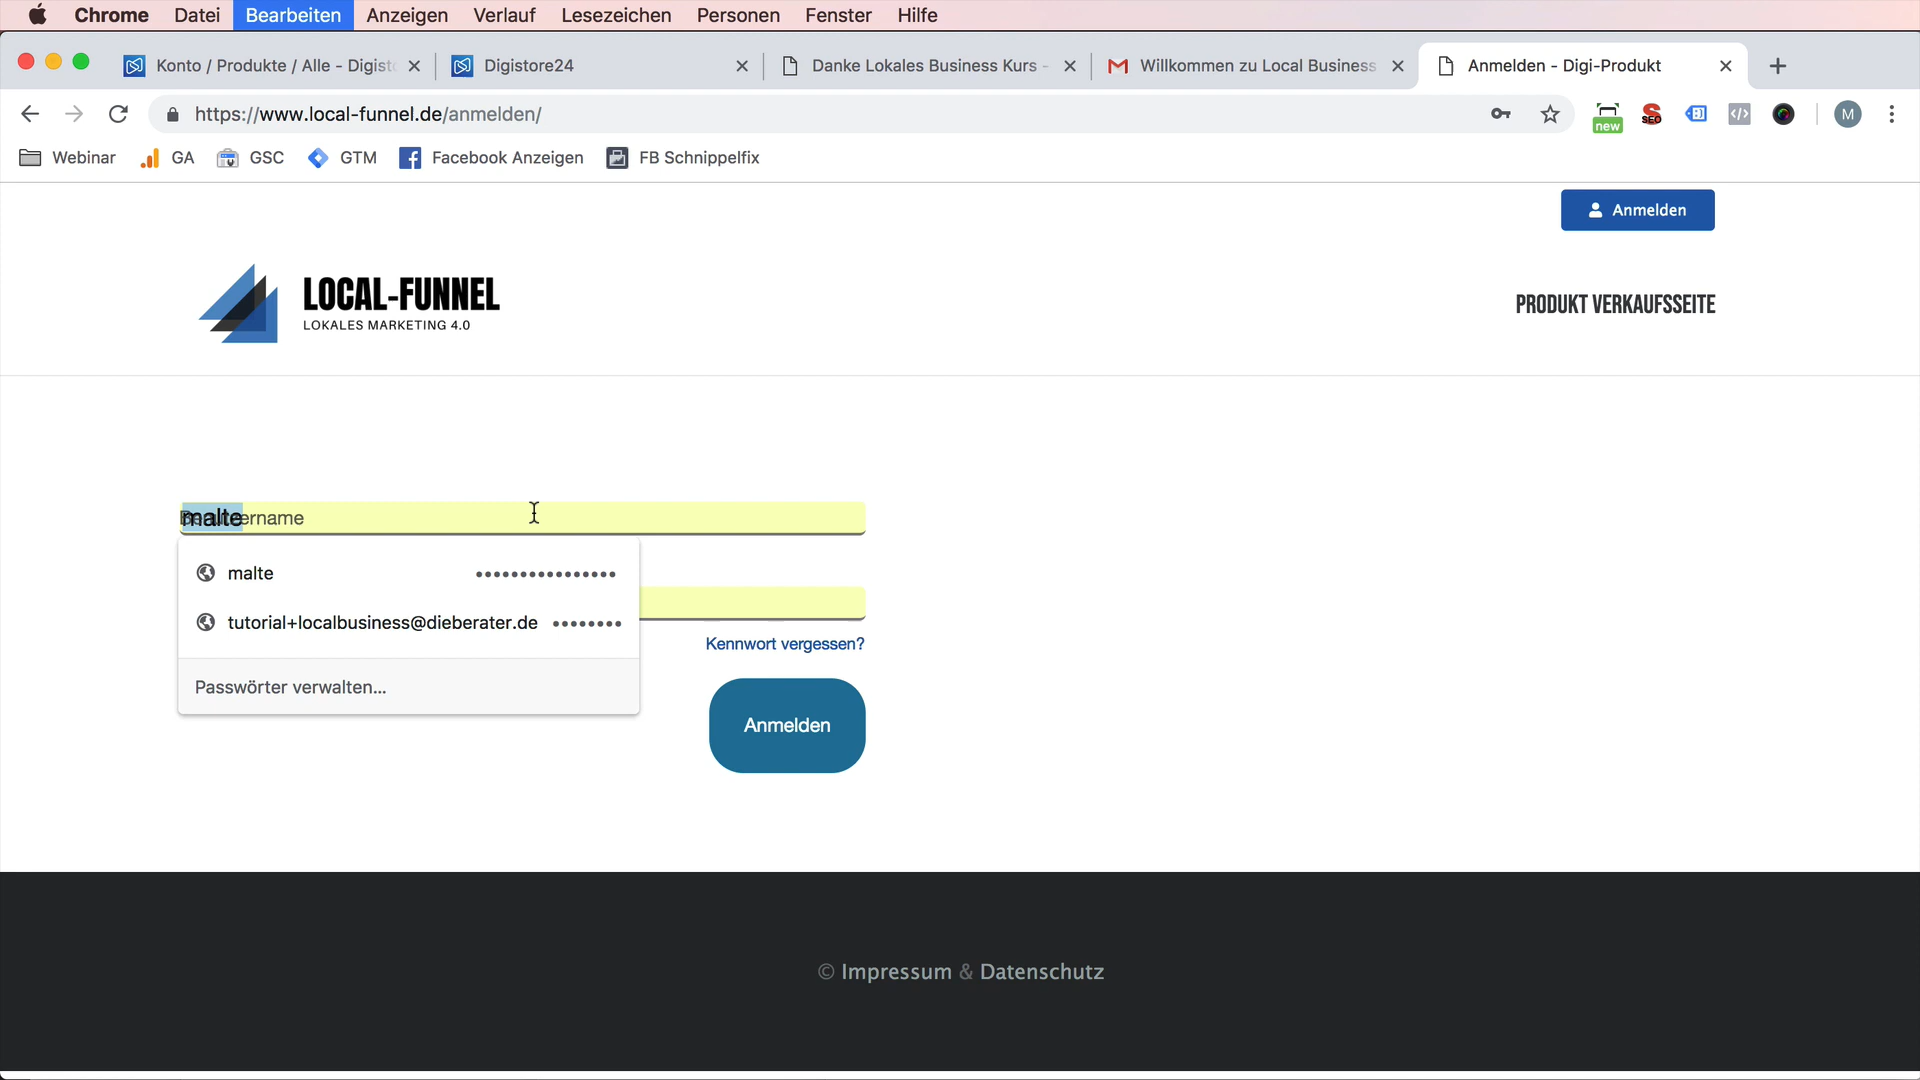 Chrome Datei Bearbeiten Anzeigen Verlauf Lesezeichen Personen Fenster Hilfe
Konto / Produkte / Alle - Digist
Digistore24
Danke Lokales Business Kurs -
Willkommen zu Local Business
Anmelden - Digi-Produkt
https://www.local-funnel.de/anmelden/
new
SEO
M
Webinar GA GSC GTM Facebook Anzeigen FB Schnippelfix
Anmelden
LOCAL-FUNNEL
LOKALES MARKETING 4.0
PRODUKT VERKAUFSSEITE
malte
Benutzername
malte ••••••••••••••••
tutorial+localbusiness@dieberater.de ••••••••
Passwörter verwalten...
Kennwort vergessen?
Anmelden
© Impressum & Datenschutz